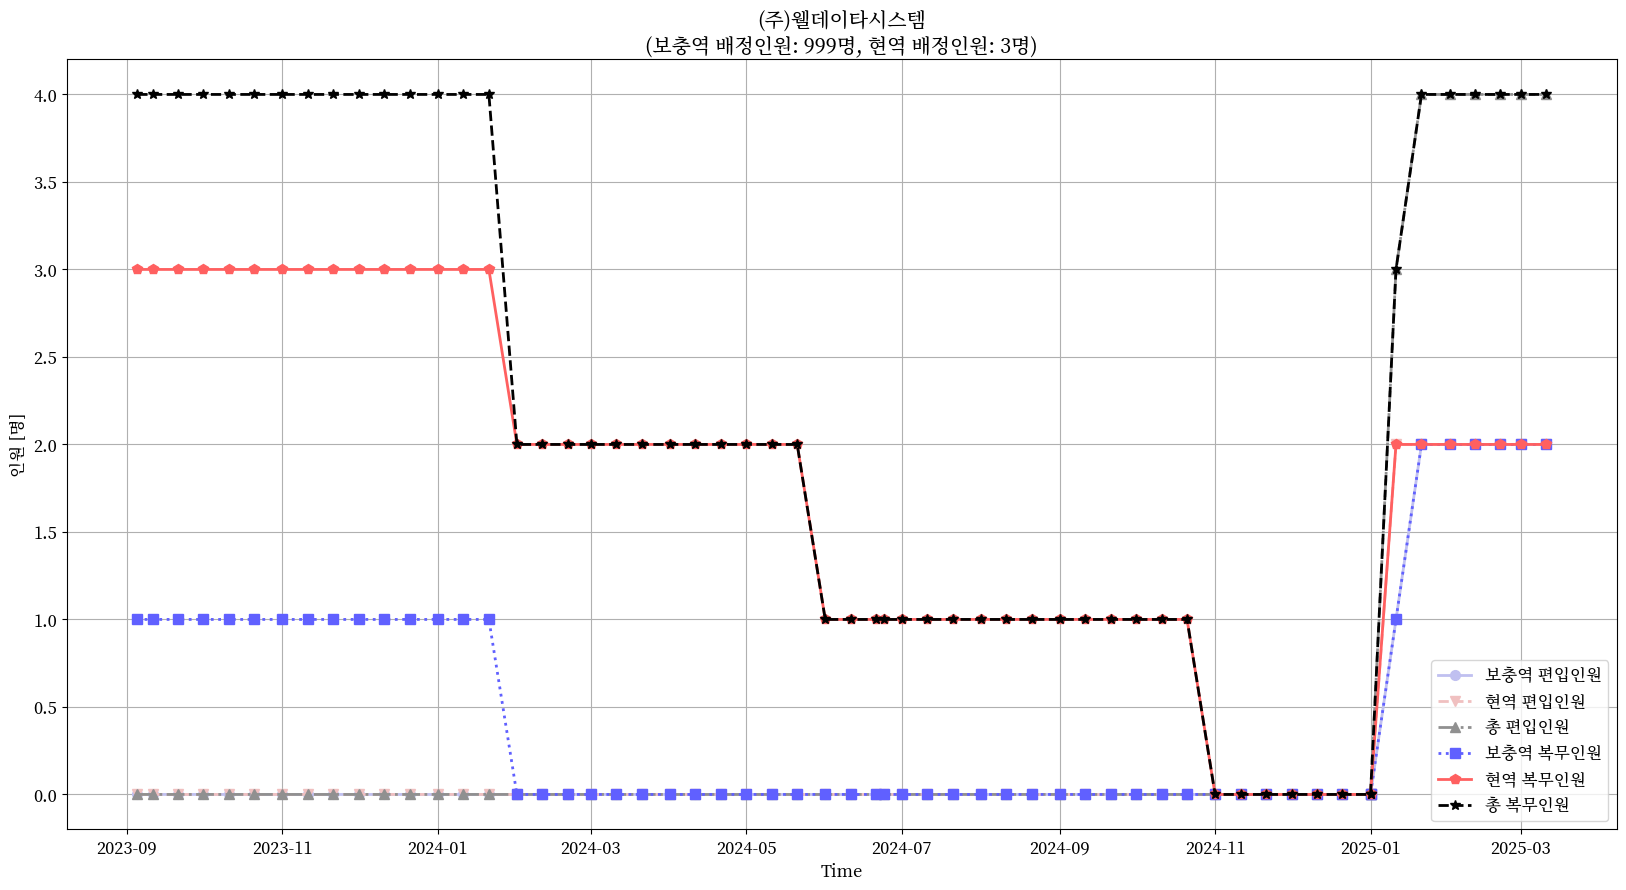 (주)웰데이타시스템
(보충역 배정인원: 999명, 현역 배정인원: 3명)
4.0
3.5
3.0
2.5
2.0
1.5
1.0
0.5
0.0
인원 [명]
2023-09
2023-11
2024-01
2024-03
2024-05
2024-07
2024-09
2024-11
2025-01
2025-03
Time
보충역 편입인원
현역 편입인원
총 편입인원
보충역 복무인원
현역 복무인원
총 복무인원